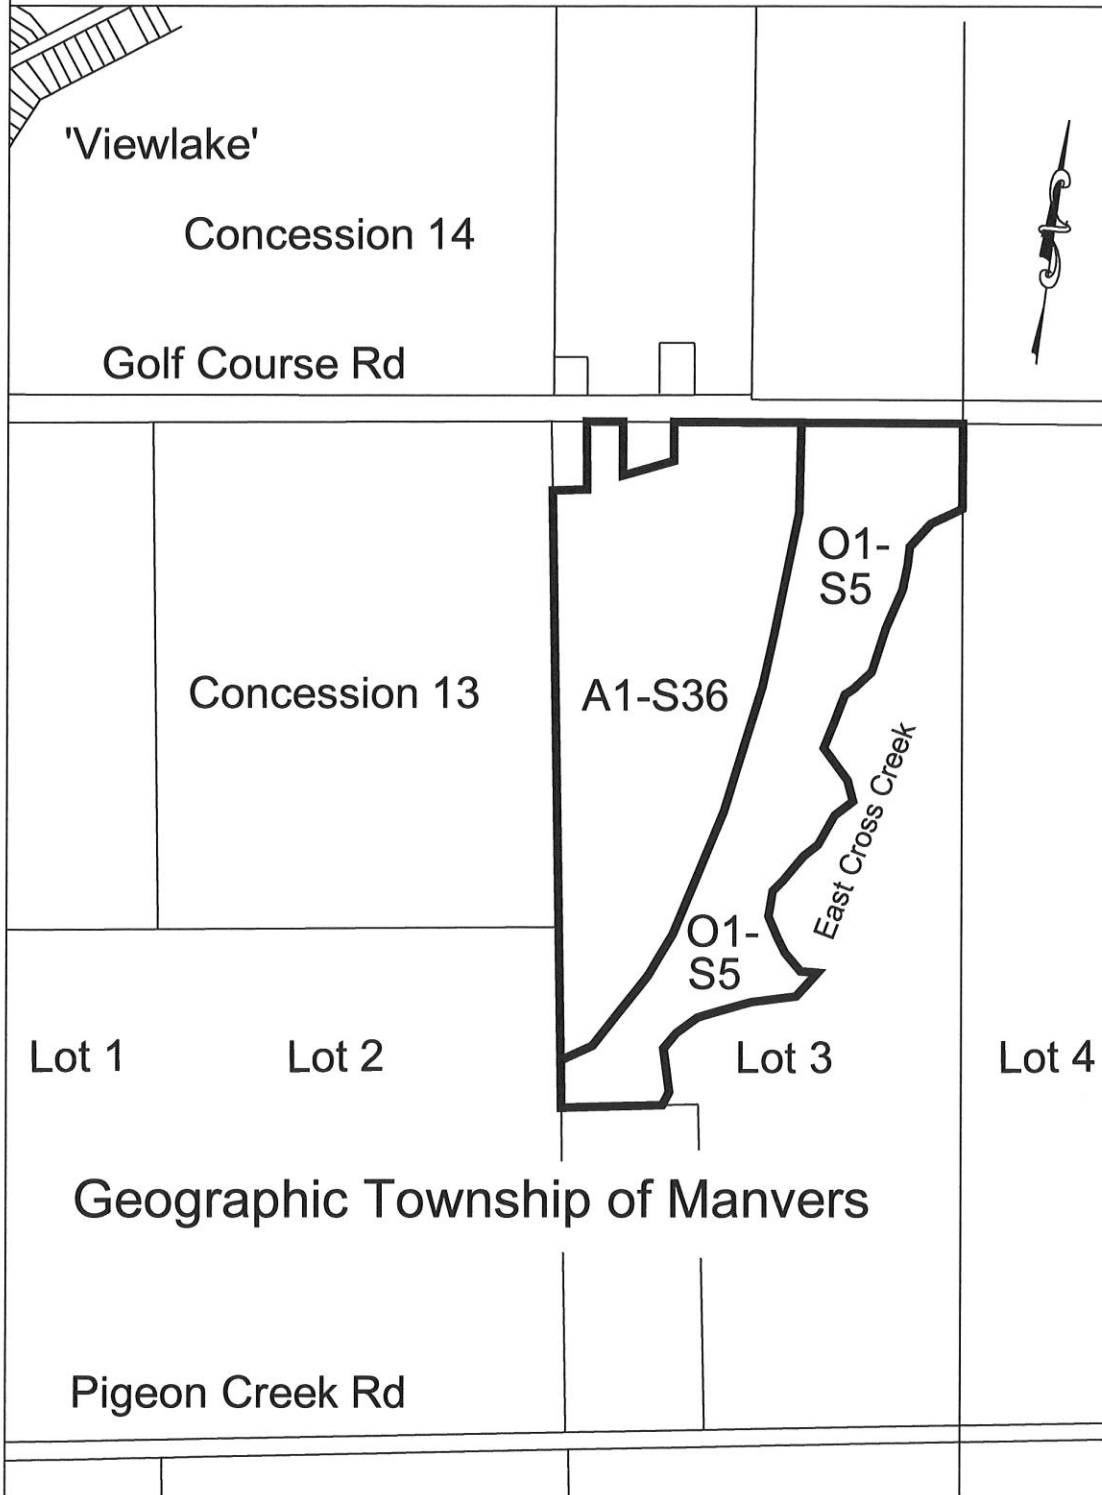 'Viewlake'
Concession 14
Golf Course Rd
O1-
S5
Concession 13
A1-S36
East Cross Creek
O1-
S5
Lot 1
Lot 2
Lot 3
Lot 4
Geographic Township of Manvers
Pigeon Creek Rd